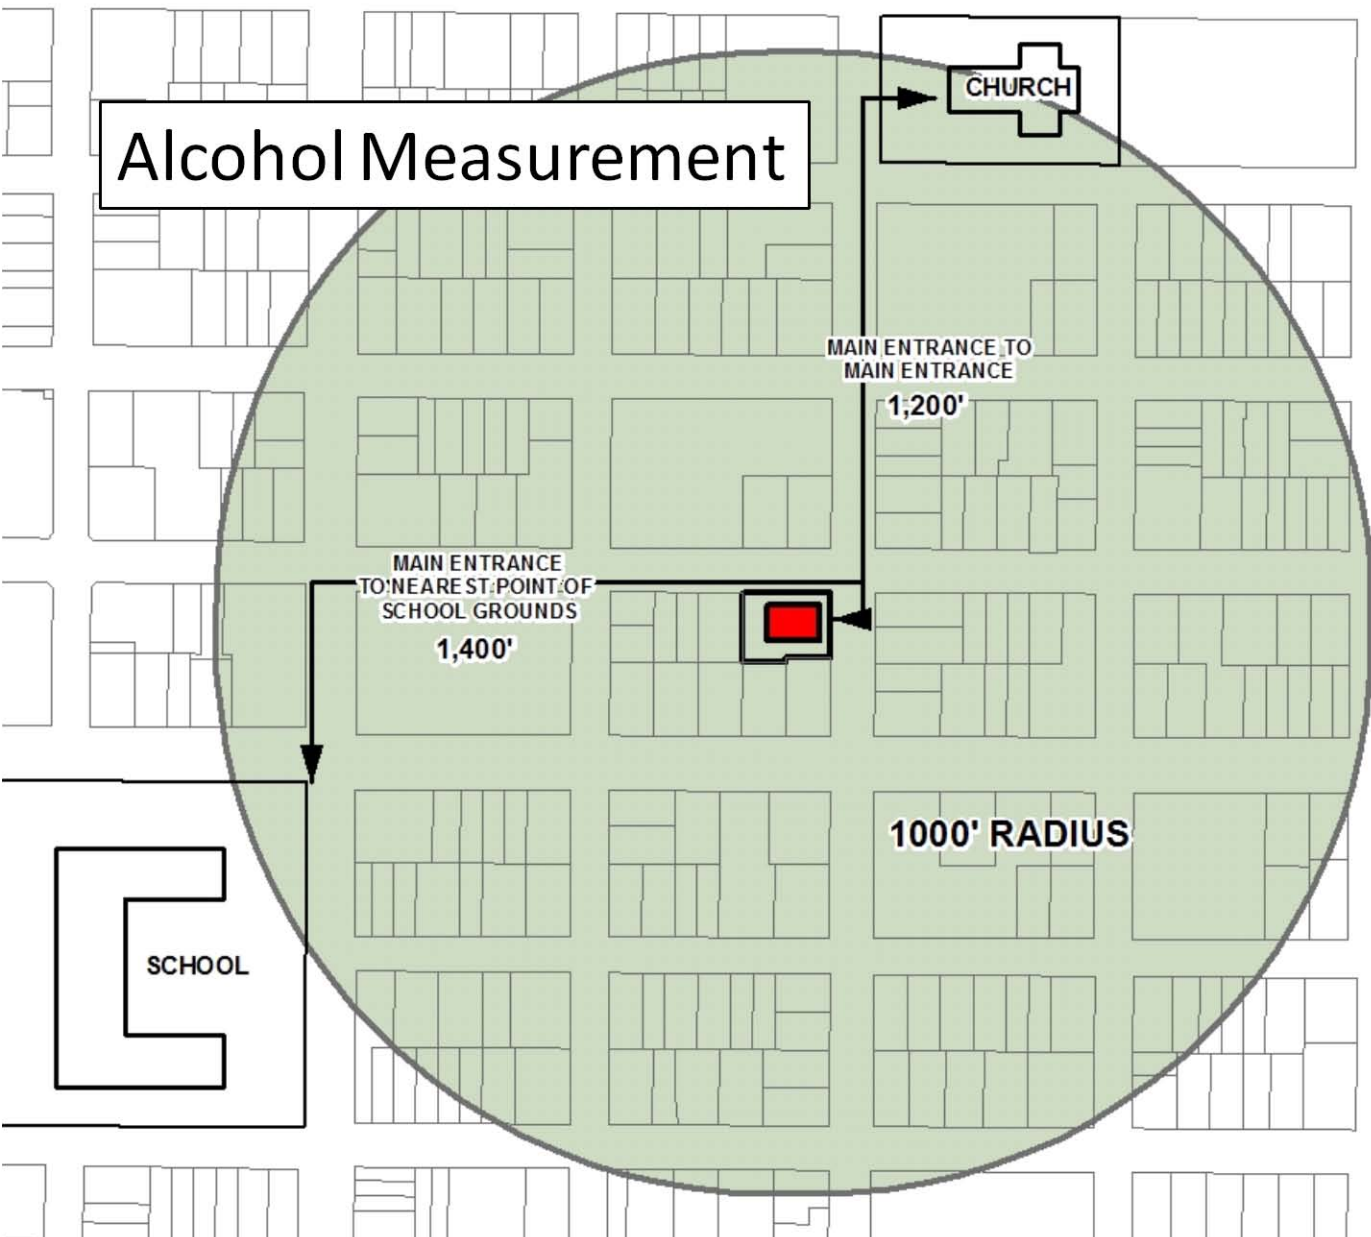 CHURCH
Alcohol Measurement
MAIN ENTRANCE TO
MAIN ENTRANCE
1,200'
MAIN ENTRANCE
TO NEAREST POINT OF
SCHOOL GROUNDS
1,400'
1000' RADIUS
SCHOOL